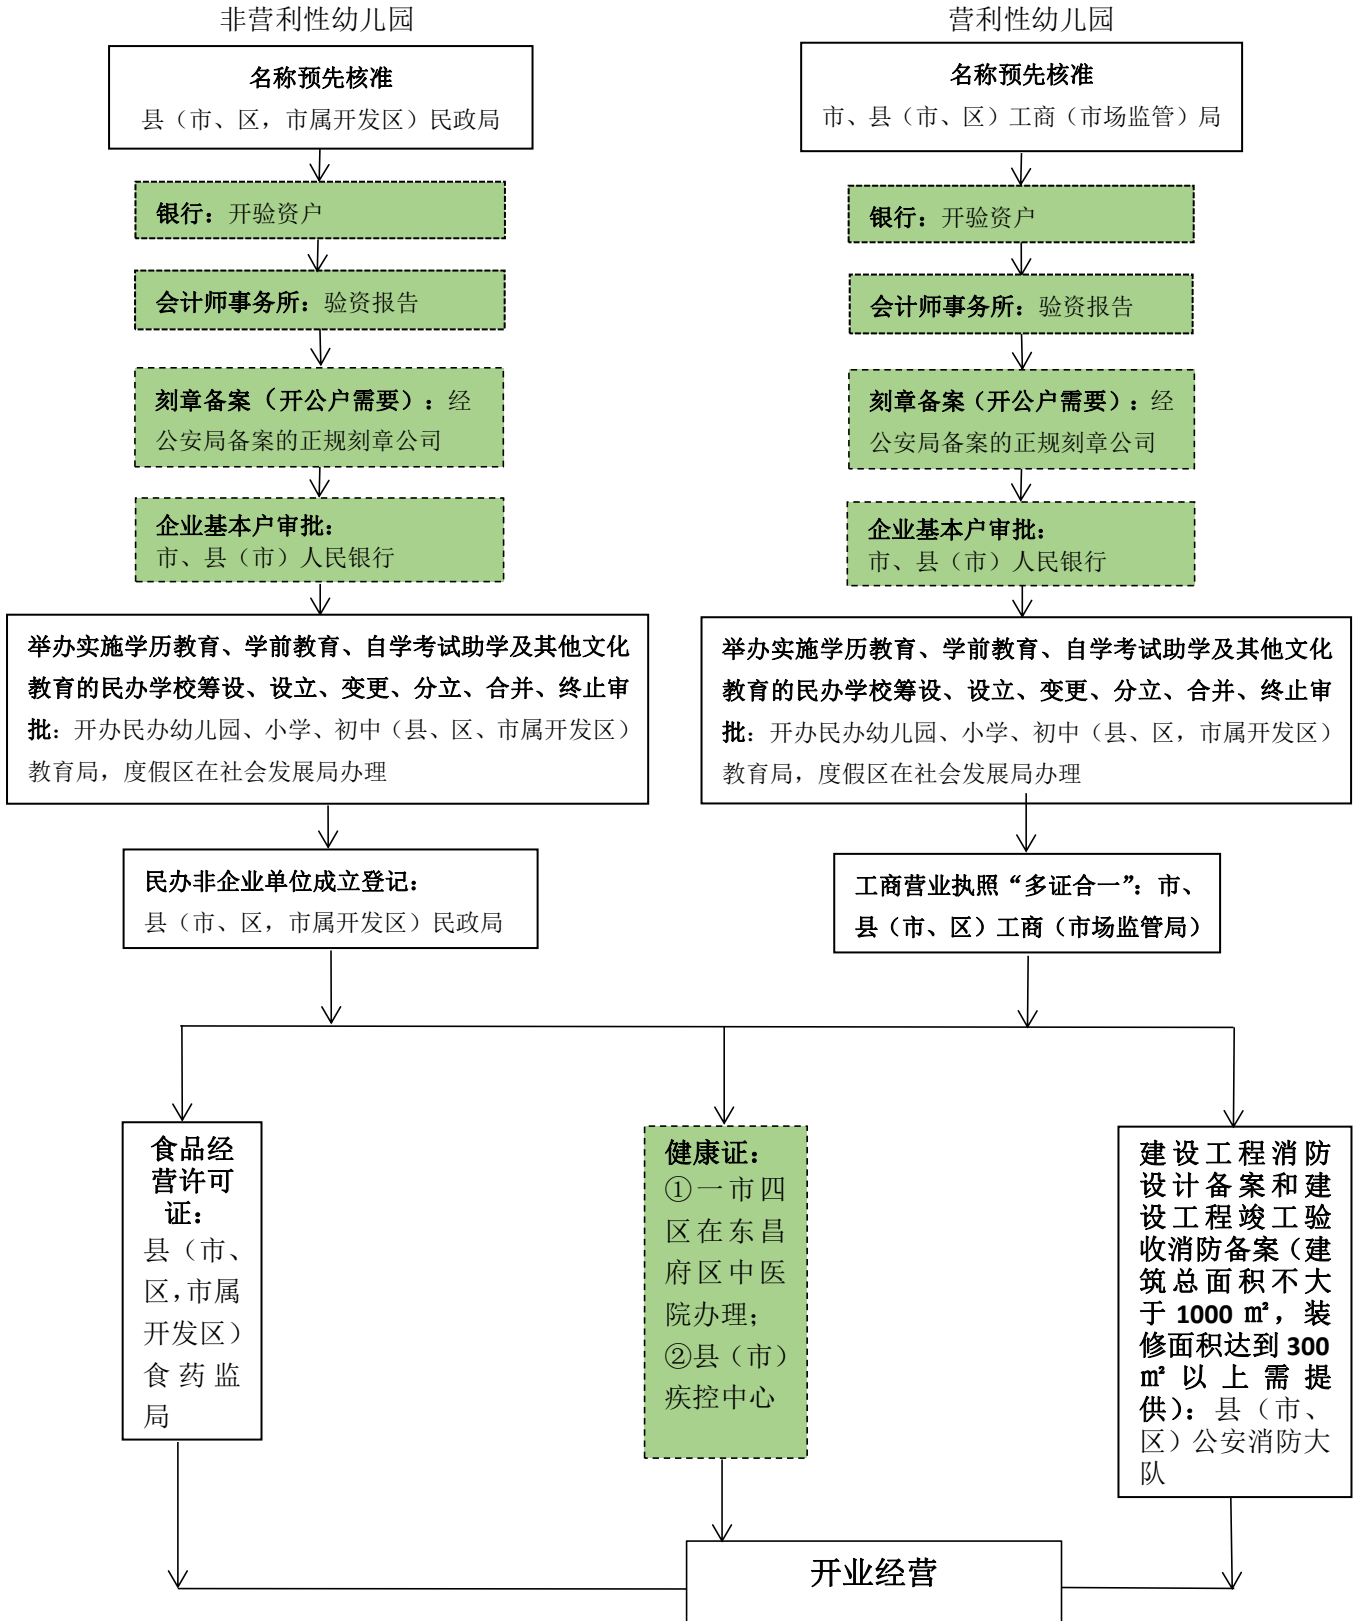 非营利性幼儿园
营利性幼儿园
名称预先核准
县（市、区，市属开发区）民政局
名称预先核准
市、县（市、区）工商（市场监管）局
银行：开验资户
银行：开验资户
会计师事务所：验资报告
会计师事务所：验资报告
刻章备案（开公户需要）：经
公安局备案的正规刻章公司
刻章备案（开公户需要）：经
公安局备案的正规刻章公司
企业基本户审批：
市、县（市）人民银行
企业基本户审批：
市、县（市）人民银行
举办实施学历教育、学前教育、自学考试助学及其他文化
教育的民办学校筹设、设立、变更、分立、合并、终止审
批：开办民办幼儿园、小学、初中（县、区、市属开发区）
教育局，度假区在社会发展局办理
举办实施学历教育、学前教育、自学考试助学及其他文化
教育的民办学校筹设、设立、变更、分立、合并、终止审
批：开办民办幼儿园、小学、初中（县、区，市属开发区）
教育局，度假区在社会发展局办理
民办非企业单位成立登记：
县（市、区，市属开发区）民政局
工商营业执照“多证合一”：市、
县（市、区）工商（市场监管局）
食品经
营许可
证：
县（市、
区，市属
开发区）
食药监
局
健康证：
①一市四
区在东昌
府区中医
院办理；
②县（市）
疾控中心
建设工程消防
设计备案和建
设工程竣工验
收消防备案（建
筑总面积不大
于 1000 ㎡，装
修面积达到 300
㎡以上需提
供）：县（市、
区）公安消防大
队
开业经营